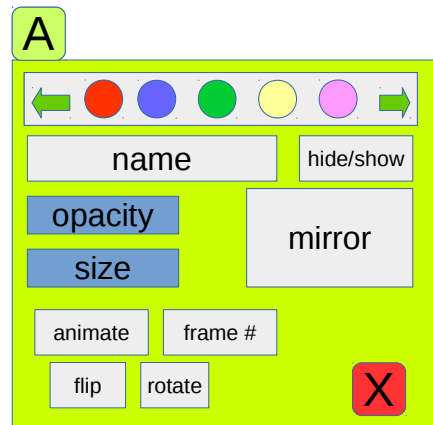 A
name
hide/show
opacity
mirror
size
animate
frame #
flip
rotate
X